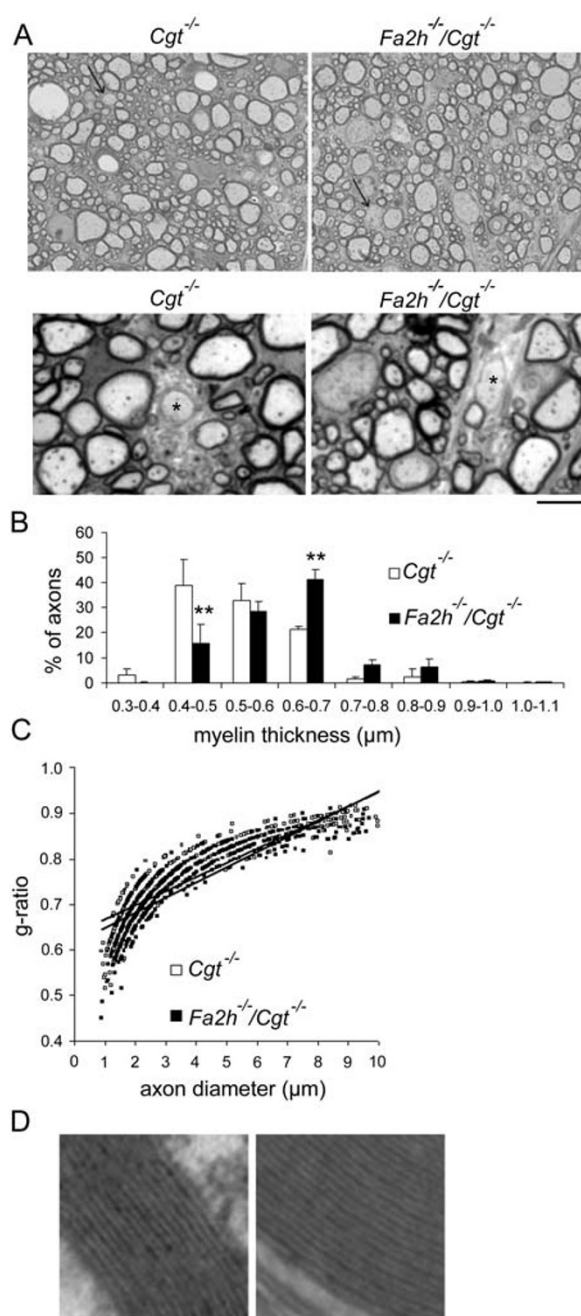 A
Cgt-/-
Fa2h-/-/Cgt-/-
Cgt-/-
Fa2h-/-/Cgt-/-
*
*
B
60
50
40
30
20
10
0
% of axons
**
**
Cgt-/-
Fa2h-/-/Cgt-/-
0.3-0.4 0.4-0.5 0.5-0.6 0.6-0.7 0.7-0.8 0.8-0.9 0.9-1.0 1.0-1.1
myelin thickness (µm)
C
1.0
0.9
0.8
0.7
0.6
0.5
0.4
g-ratio
Cgt-/-
Fa2h-/-/Cgt-/-
0 1 2 3 4 5 6 7 8 9 10
axon diameter (µm)
D